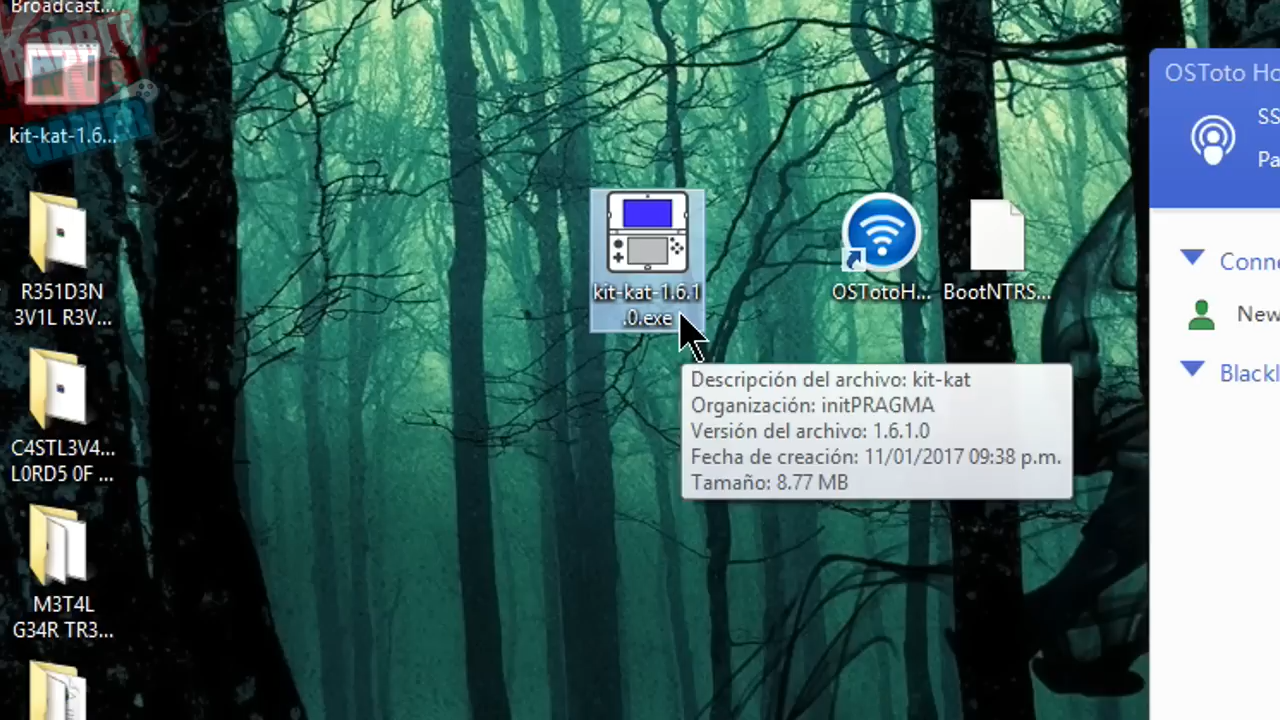 Broadcast...
kit-kat-1.6...
GAMER
R351D3N
3V1L R3V...
C4STL3V4...
L0RD5 0F ...
M3T4L
G34R TR3...
kit-kat-1.6.1
.0.exe
OSTotoH...
BootNTRS...
Descripción del archivo: kit-kat
Organización: initPRAGMA
Versión del archivo: 1.6.1.0
Fecha de creación: 11/01/2017 09:38 p.m.
Tamaño: 8.77 MB
OSToto Ho
SS
Pa
Conne
New
Blackl